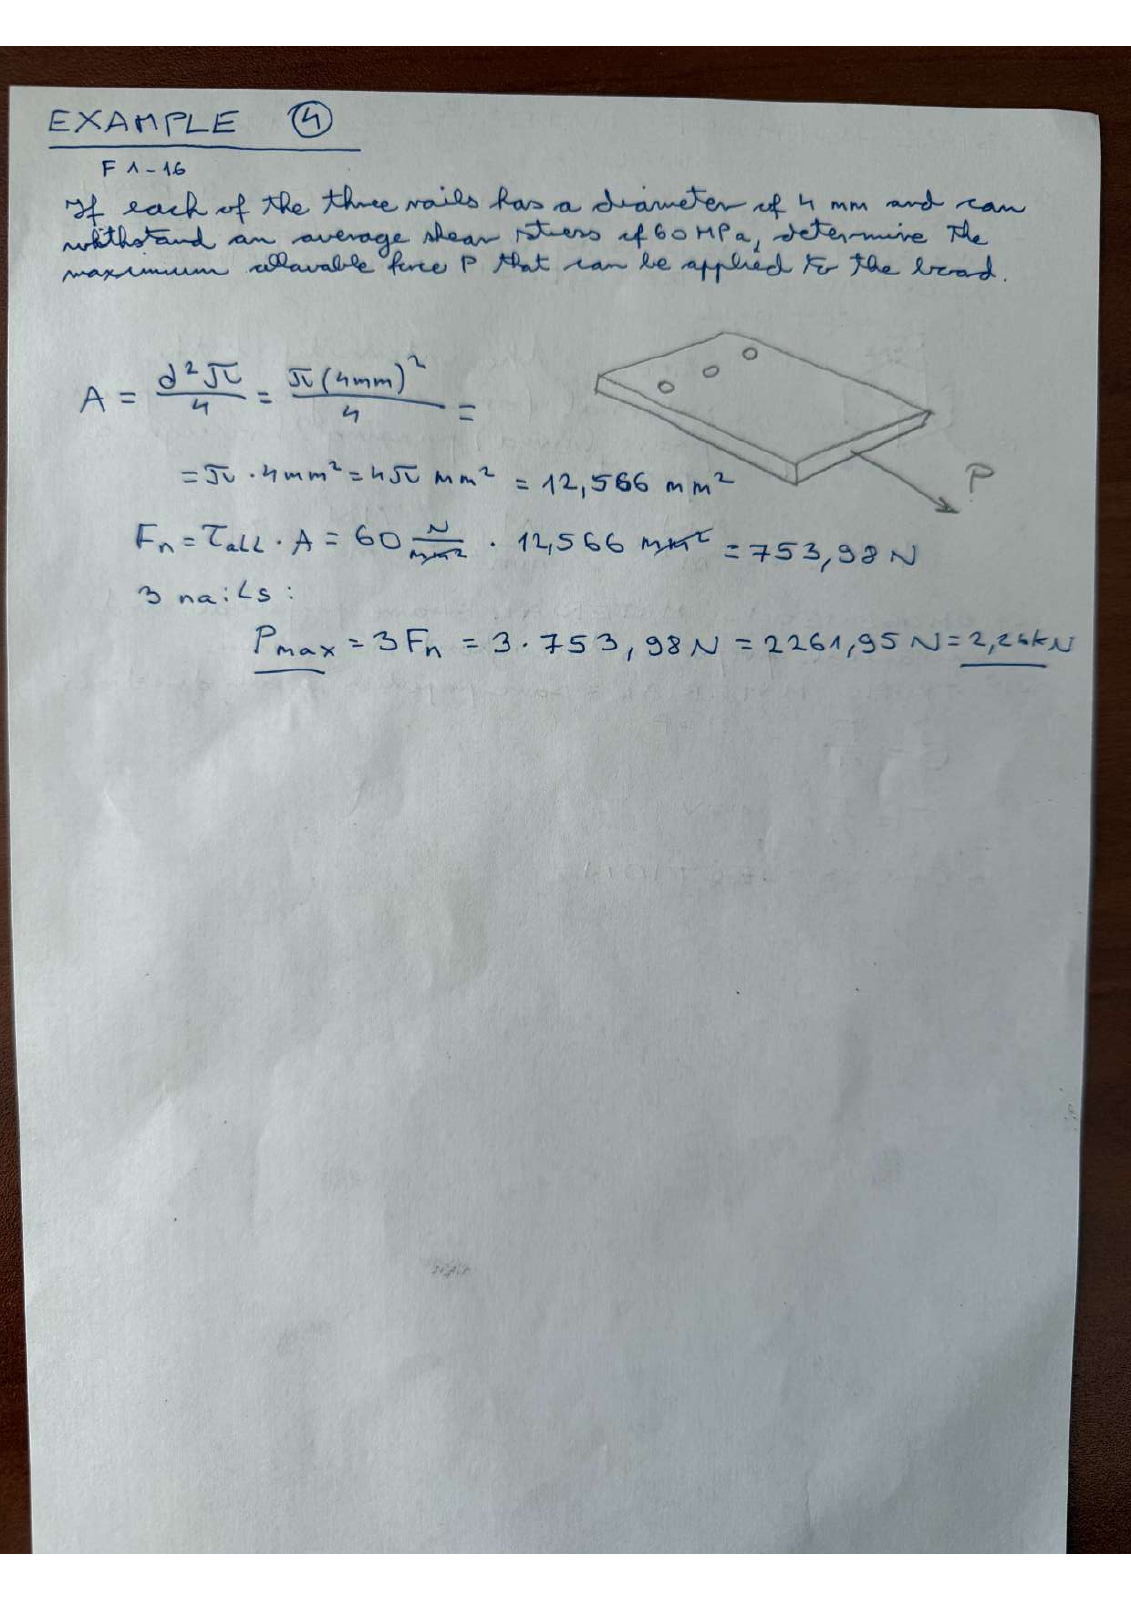 EXAMPLE 4
F 1-16
If each of the three nails has a diameter of 4 mm and can
withstand an average shear stress of 60 MPa, determine the
maximum allowable force P that can be applied to the board.
A = d²π/4 = π(4mm)²/4 =
= π · 4mm² = 4π mm² = 12,566 mm²
P
Fn = τALL · A = 60 N/mm² · 12,566 mm² = 753,98 N
3 nails:
Pmax = 3Fn = 3 · 753,98 N = 2261,95 N = 2,26kN